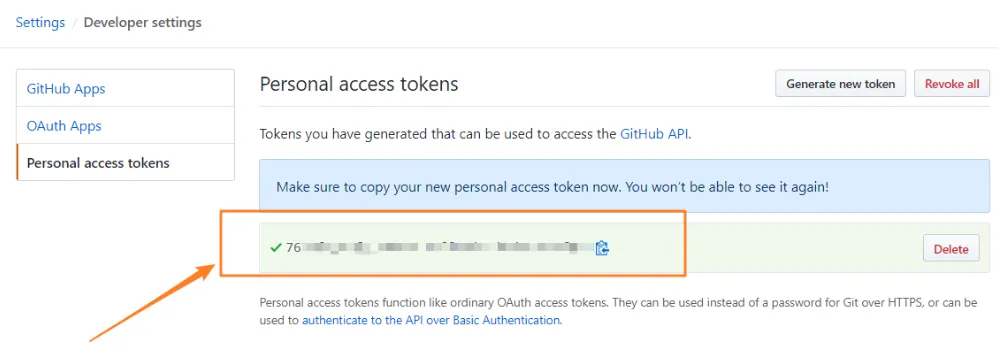 Settings / Developer settings
GitHub Apps
OAuth Apps
Personal access tokens
Personal access tokens
Generate new token
Revoke all
Tokens you have generated that can be used to access the GitHub API.
Make sure to copy your new personal access token now. You won't be able to see it again!
76
Delete
Personal access tokens function like ordinary OAuth access tokens. They can be used instead of a password for Git over HTTPS, or can be
used to authenticate to the API over Basic Authentication.